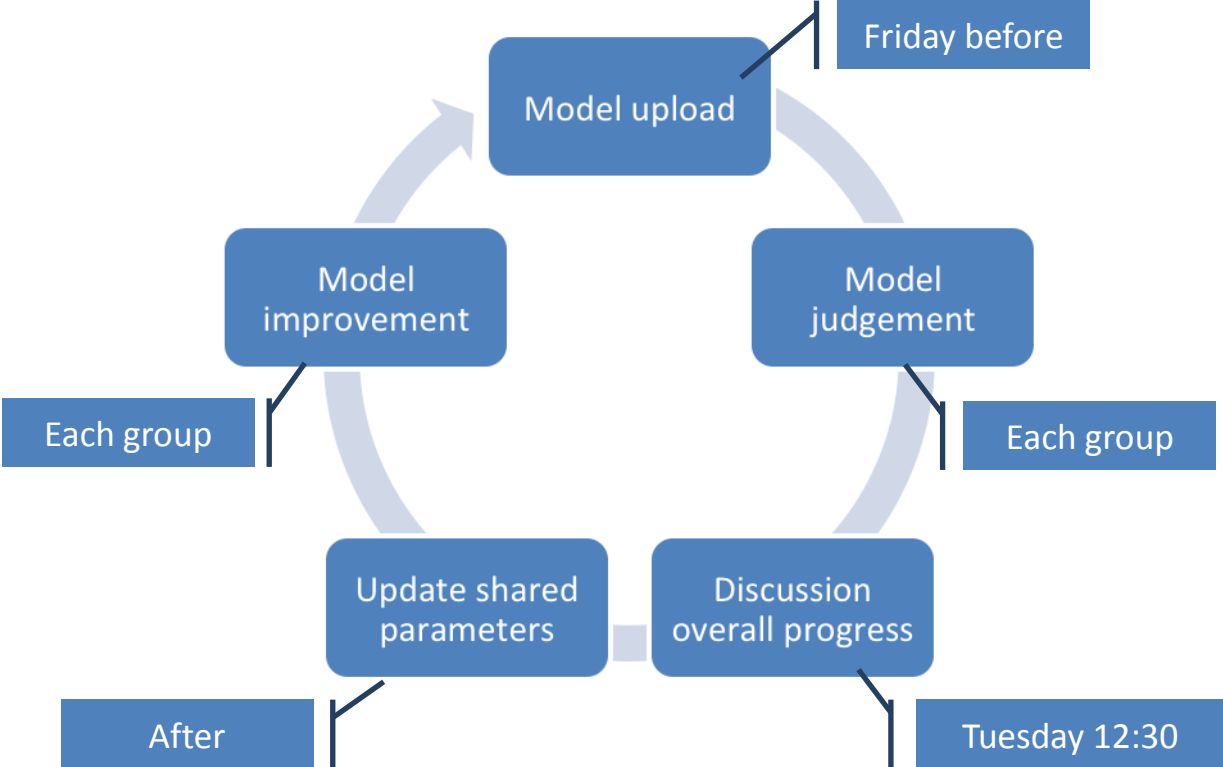 Friday before
Model upload
Model
judgement
Each group
Discussion
overall progress
Tuesday 12:30
Update shared
parameters
After
Model
improvement
Each group